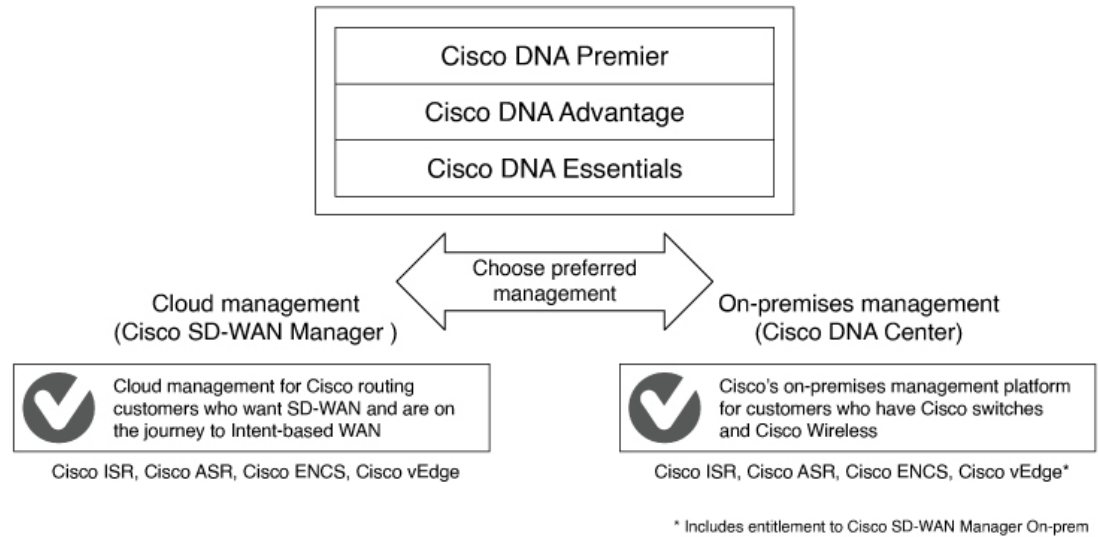 Cisco DNA Premier
Cisco DNA Advantage
Cisco DNA Essentials
Choose preferred
management
Cloud management
(Cisco SD-WAN Manager )
Cloud management for Cisco routing
customers who want SD-WAN and are on
the journey to Intent-based WAN
Cisco ISR, Cisco ASR, Cisco ENCS, Cisco vEdge
On-premises management
(Cisco DNA Center)
Cisco's on-premises management platform
for customers who have Cisco switches
and Cisco Wireless
Cisco ISR, Cisco ASR, Cisco ENCS, Cisco vEdge*
* Includes entitlement to Cisco SD-WAN Manager On-prem